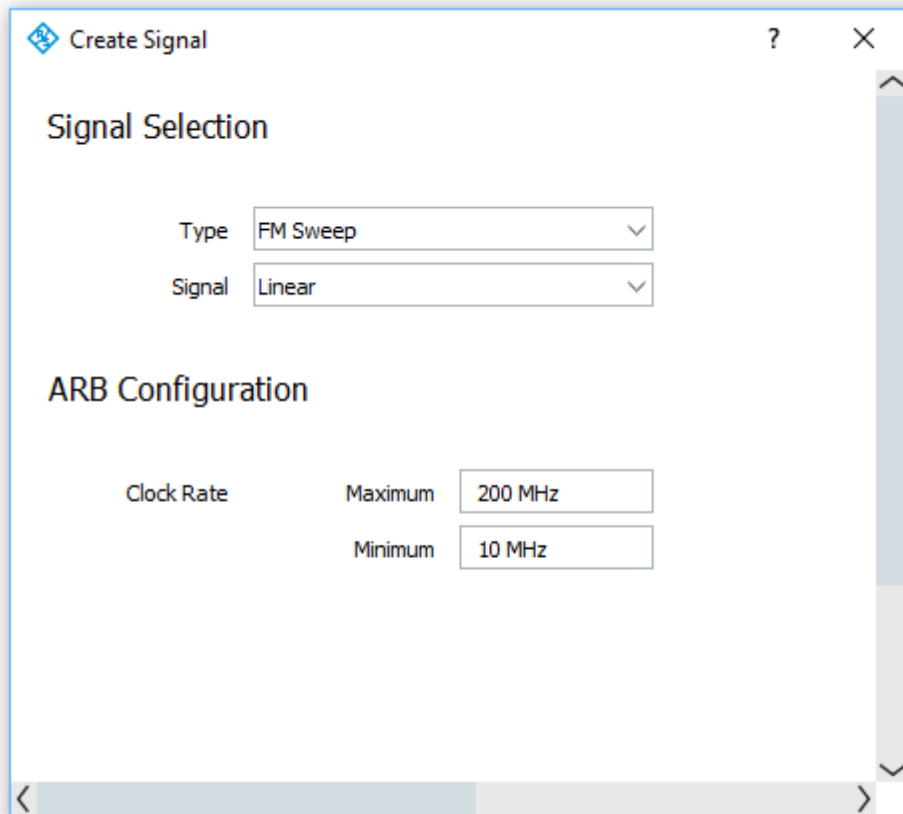 Create Signal ?
Signal Selection
Type FM Sweep
Signal Linear
ARB Configuration
Clock Rate Maximum 200 MHz
Minimum 10 MHz